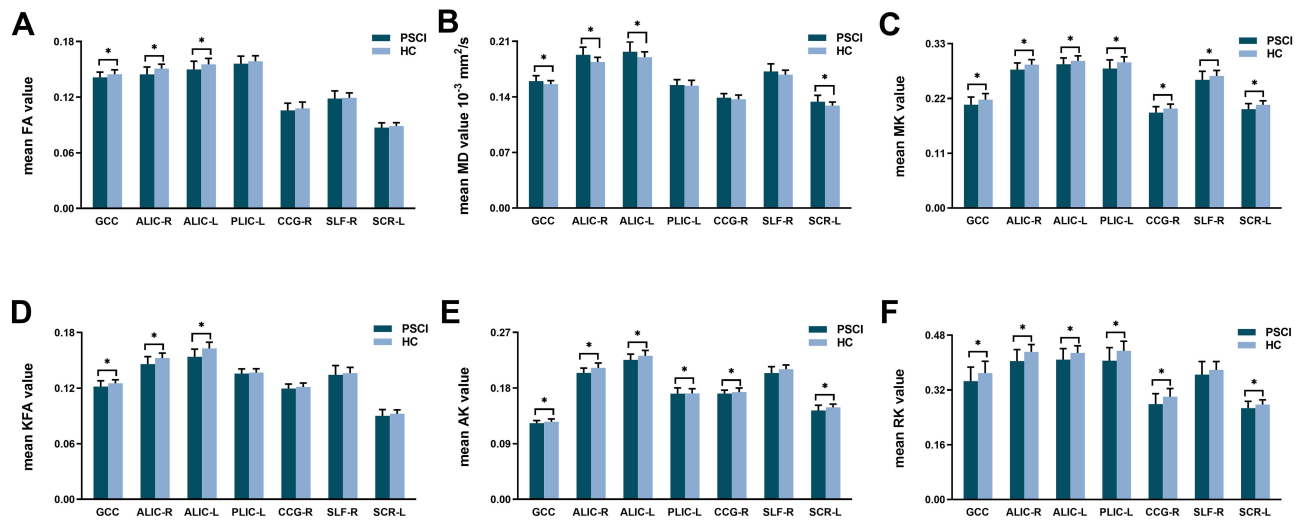 A
mean FA value
0.18
0.12
0.06
0.00
* * *
PSCI
HC
GCC ALIC-R ALIC-L PLIC-L CCG-R SLF-R SCR-L
B
mean MD value 10⁻³ mm²/s
0.21
0.14
0.07
0.00
* * * *
PSCI
HC
GCC ALIC-R ALIC-L PLIC-L CCG-R SLF-R SCR-L
C
mean MK value
0.33
0.22
0.11
0.00
* * * * * * *
PSCI
HC
GCC ALIC-R ALIC-L PLIC-L CCG-R SLF-R SCR-L
D
mean KFA value
0.18
0.12
0.06
0.00
* * *
PSCI
HC
GCC ALIC-R ALIC-L PLIC-L CCG-R SLF-R SCR-L
E
mean AK value
0.27
0.18
0.09
0.00
* * * * * *
PSCI
HC
GCC ALIC-R ALIC-L PLIC-L CCG-R SLF-R SCR-L
F
mean RK value
0.48
0.32
0.16
0.00
* * * * * *
PSCI
HC
GCC ALIC-R ALIC-L PLIC-L CCG-R SLF-R SCR-L